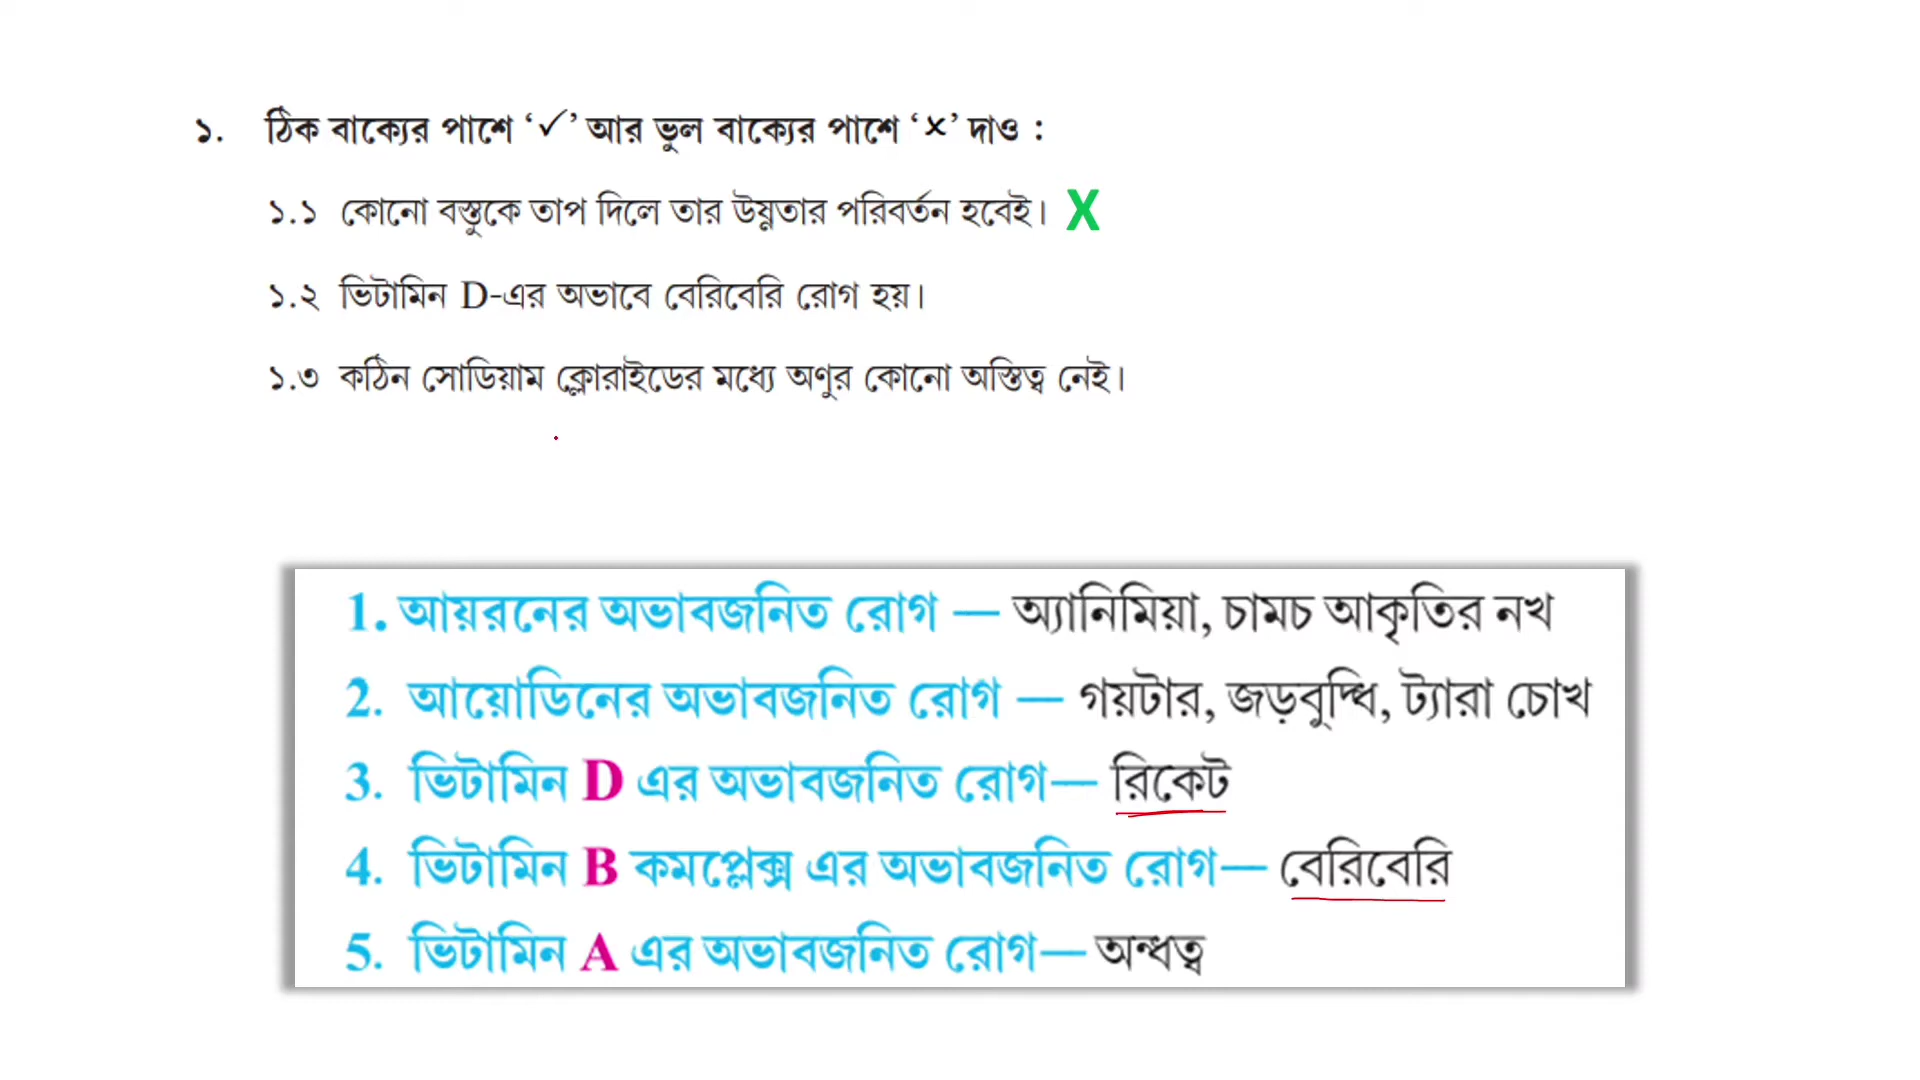 ১. ঠিক বাক্যের পাশে ‘✓’ আর ভুল বাক্যের পাশে ‘×’ দাও :
১.১ কোনো বস্তুকে তাপ দিলে তার উষ্ণতার পরিবর্তন হবেই। X
১.২ ভিটামিন D-এর অভাবে বেরিবেরি রোগ হয়।
১.৩ কঠিন সোডিয়াম ক্লোরাইডের মধ্যে অণুর কোনো অস্তিত্ব নেই।
1. আয়রনের অভাবজনিত রোগ — অ্যানিমিয়া, চামচ আকৃতির নখ
2. আয়োডিনের অভাবজনিত রোগ — গয়টার, জড়বুদ্ধি, ট্যারা চোখ
3. ভিটামিন D এর অভাবজনিত রোগ— রিকেট
4. ভিটামিন B কমপ্লেক্স এর অভাবজনিত রোগ— বেরিবেরি
5. ভিটামিন A এর অভাবজনিত রোগ— অন্ধত্ব